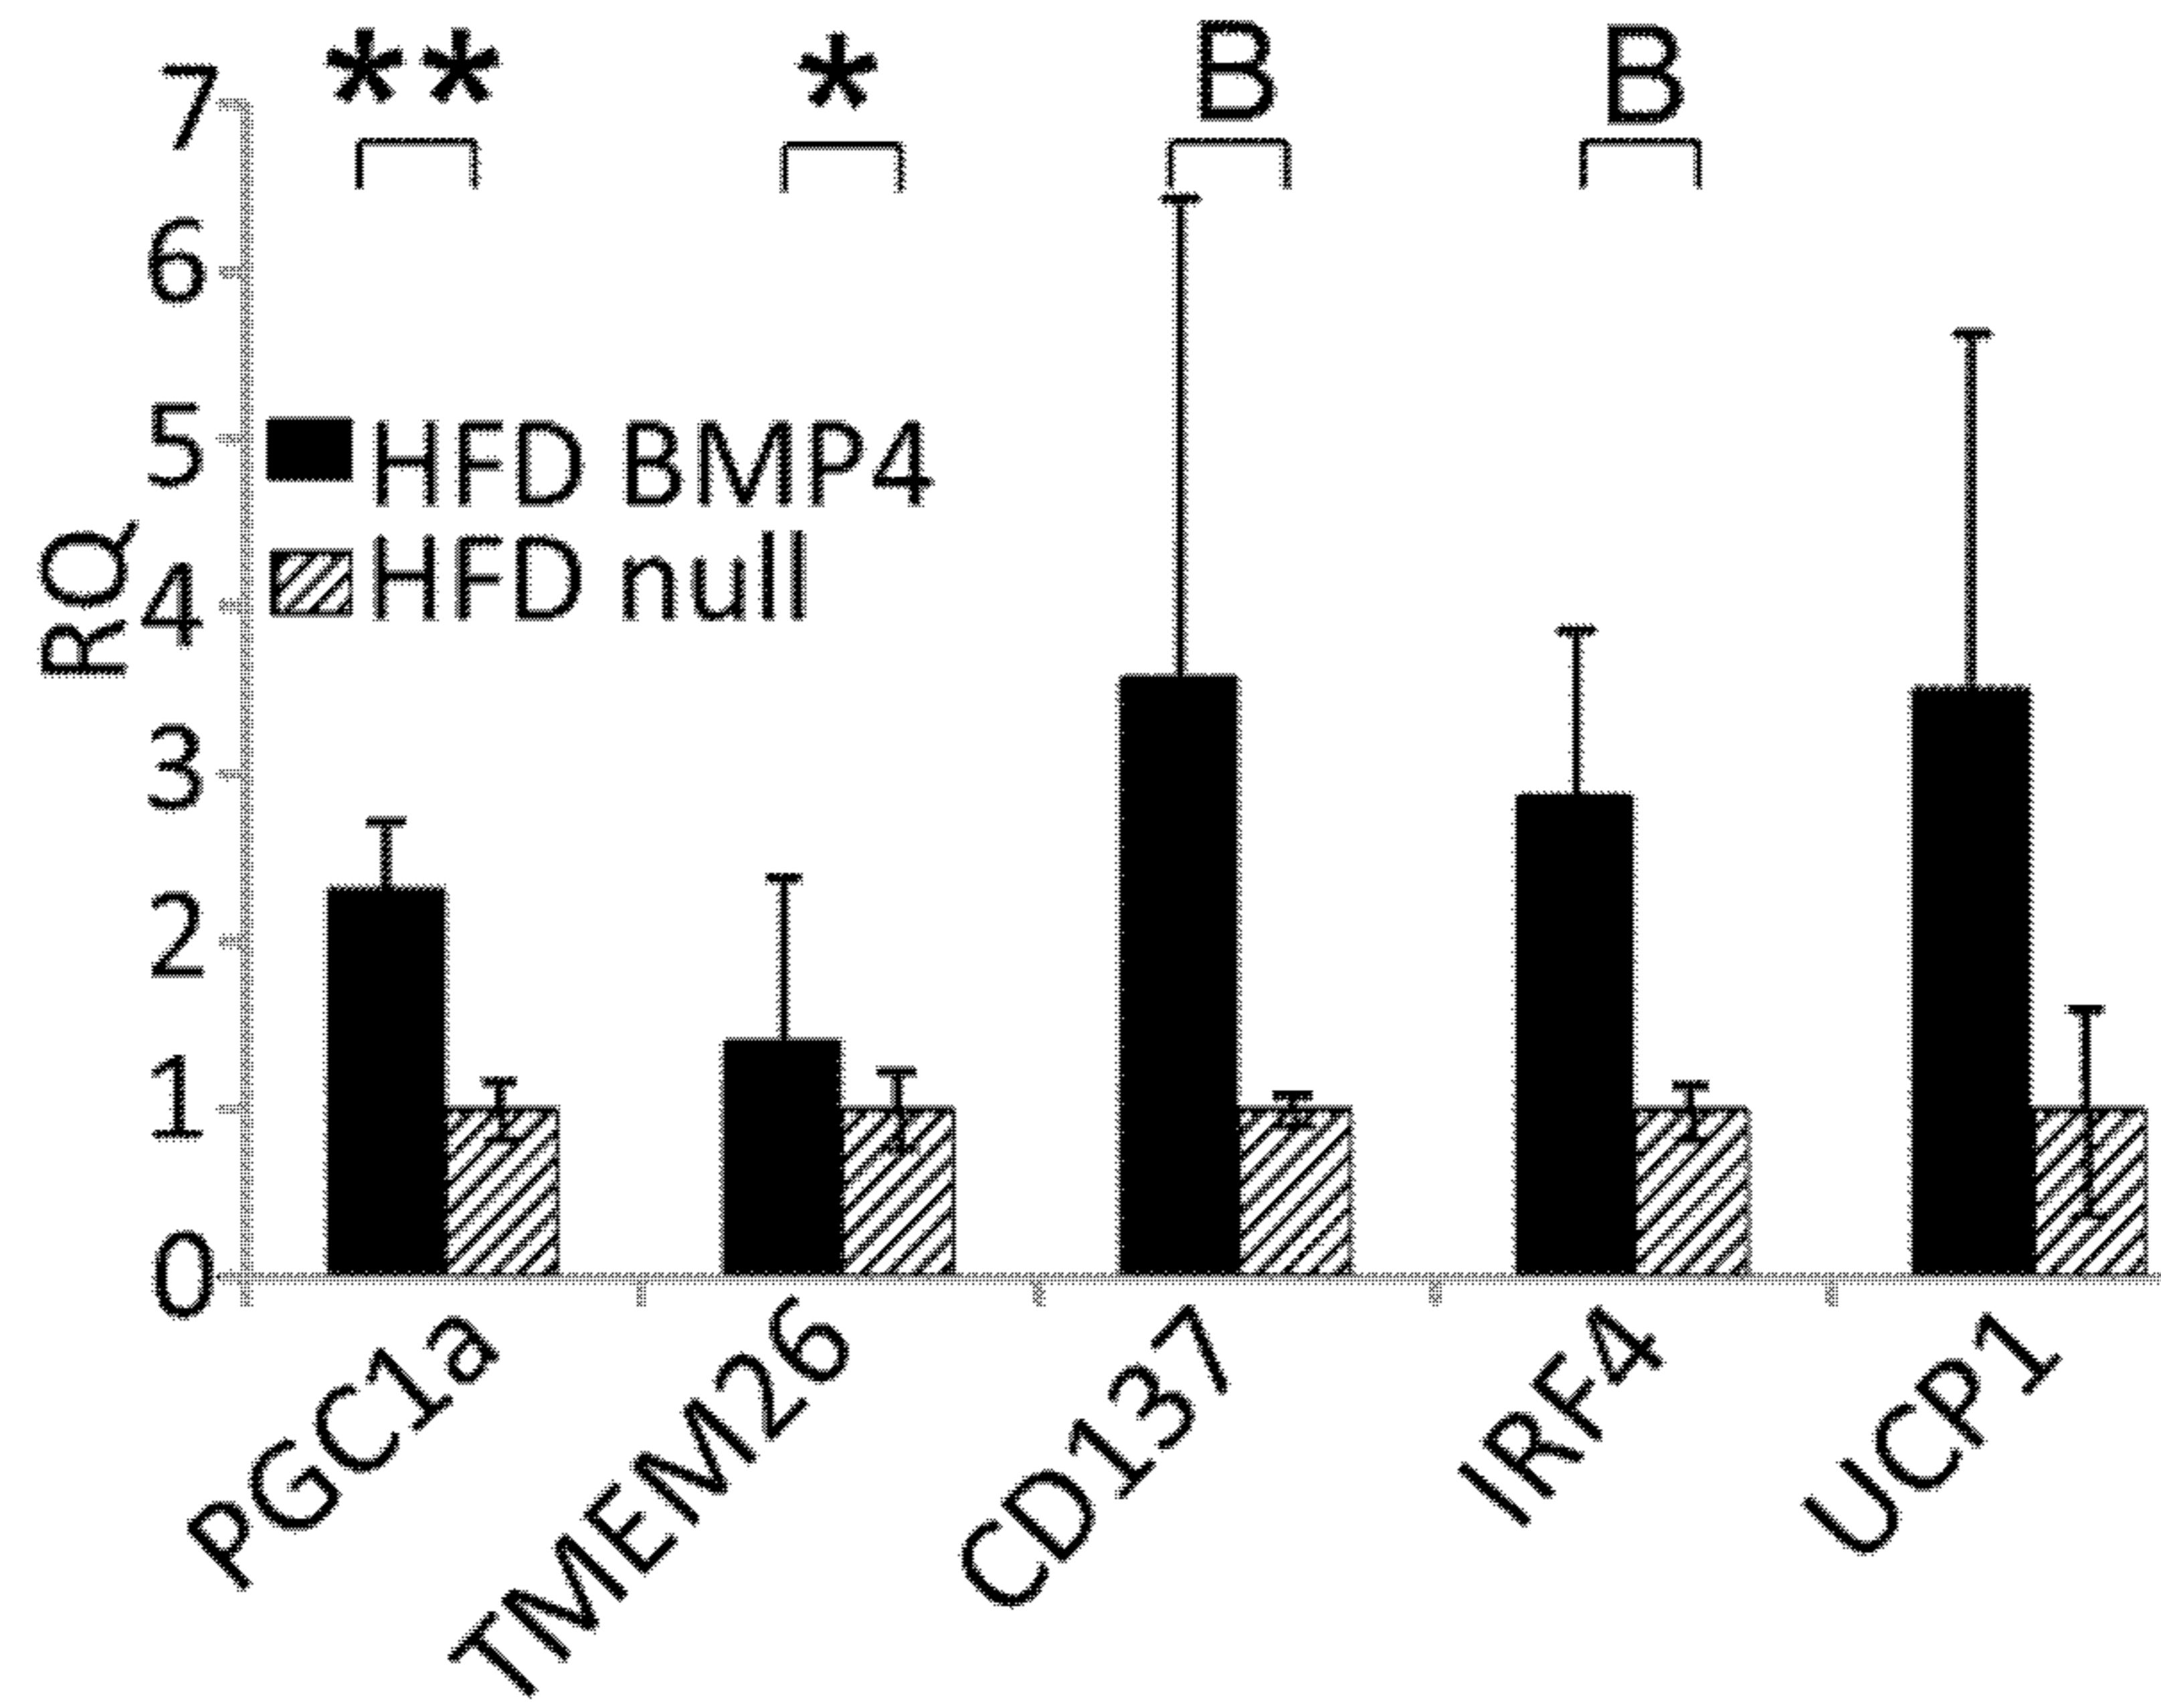 ** * B B
7
6
5
4
3
2
1
0
RQ
HFD BMP4
HFD null
PGC1a
TMEM26
CD137
IRF4
UCP1